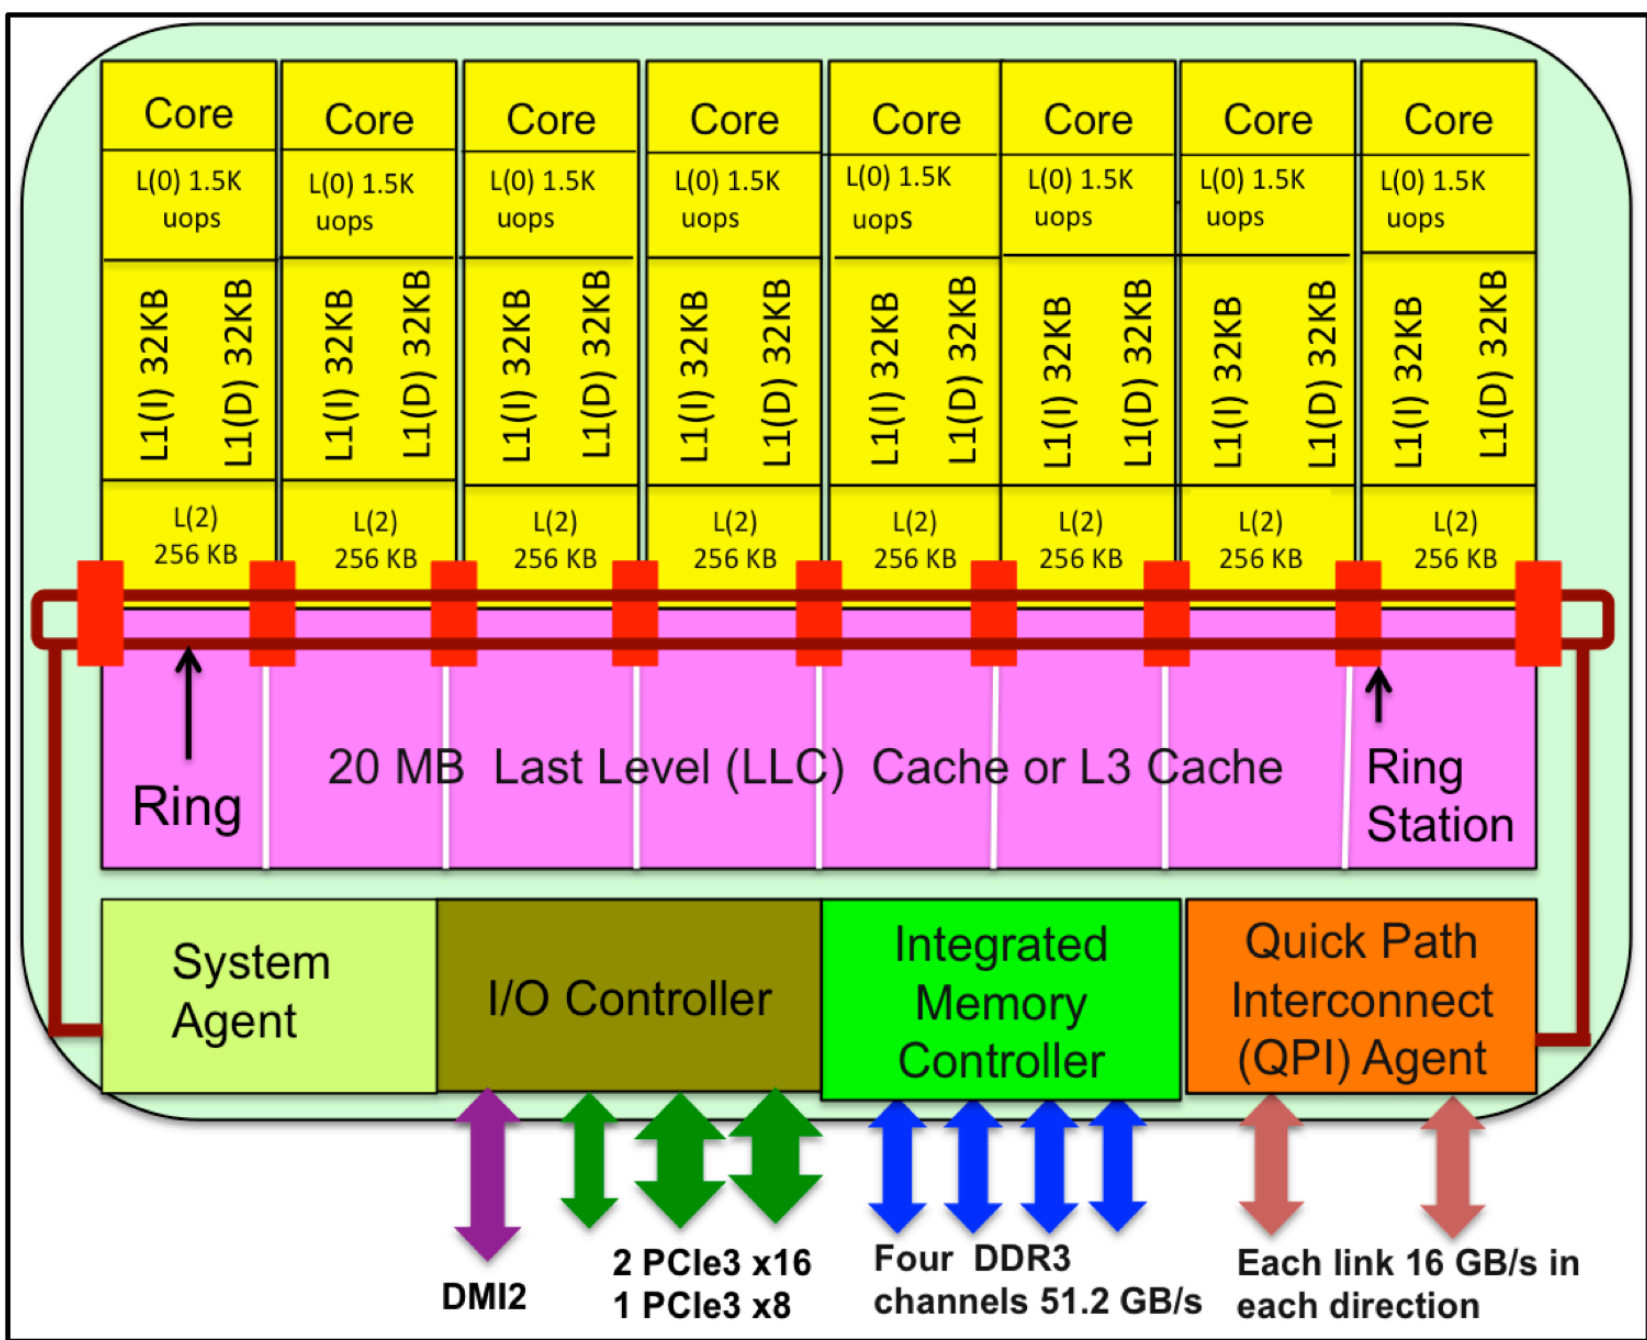 Core Core Core Core Core Core Core Core
L(0) 1.5K L(0) 1.5K L(0) 1.5K L(0) 1.5K L(0) 1.5K L(0) 1.5K L(0) 1.5K L(0) 1.5K
uops uops uops uops uops uops uops uops
L1(I) 32KB L1(D) 32KB L1(I) 32KB L1(D) 32KB L1(I) 32KB L1(D) 32KB L1(I) 32KB L1(D) 32KB L1(I) 32KB L1(D) 32KB L1(I) 32KB L1(D) 32KB L1(I) 32KB L1(D) 32KB L1(I) 32KB L1(D) 32KB
L(2) L(2) L(2) L(2) L(2) L(2) L(2) L(2)
256 KB 256 KB 256 KB 256 KB 256 KB 256 KB 256 KB 256 KB
20 MB Last Level (LLC) Cache or L3 Cache
Ring
Ring
Station
System
Agent
I/O Controller
Integrated
Memory
Controller
Quick Path
Interconnect
(QPI) Agent
DMI2
2 PCIe3 x16
1 PCIe3 x8
Four DDR3
channels 51.2 GB/s
Each link 16 GB/s in
each direction